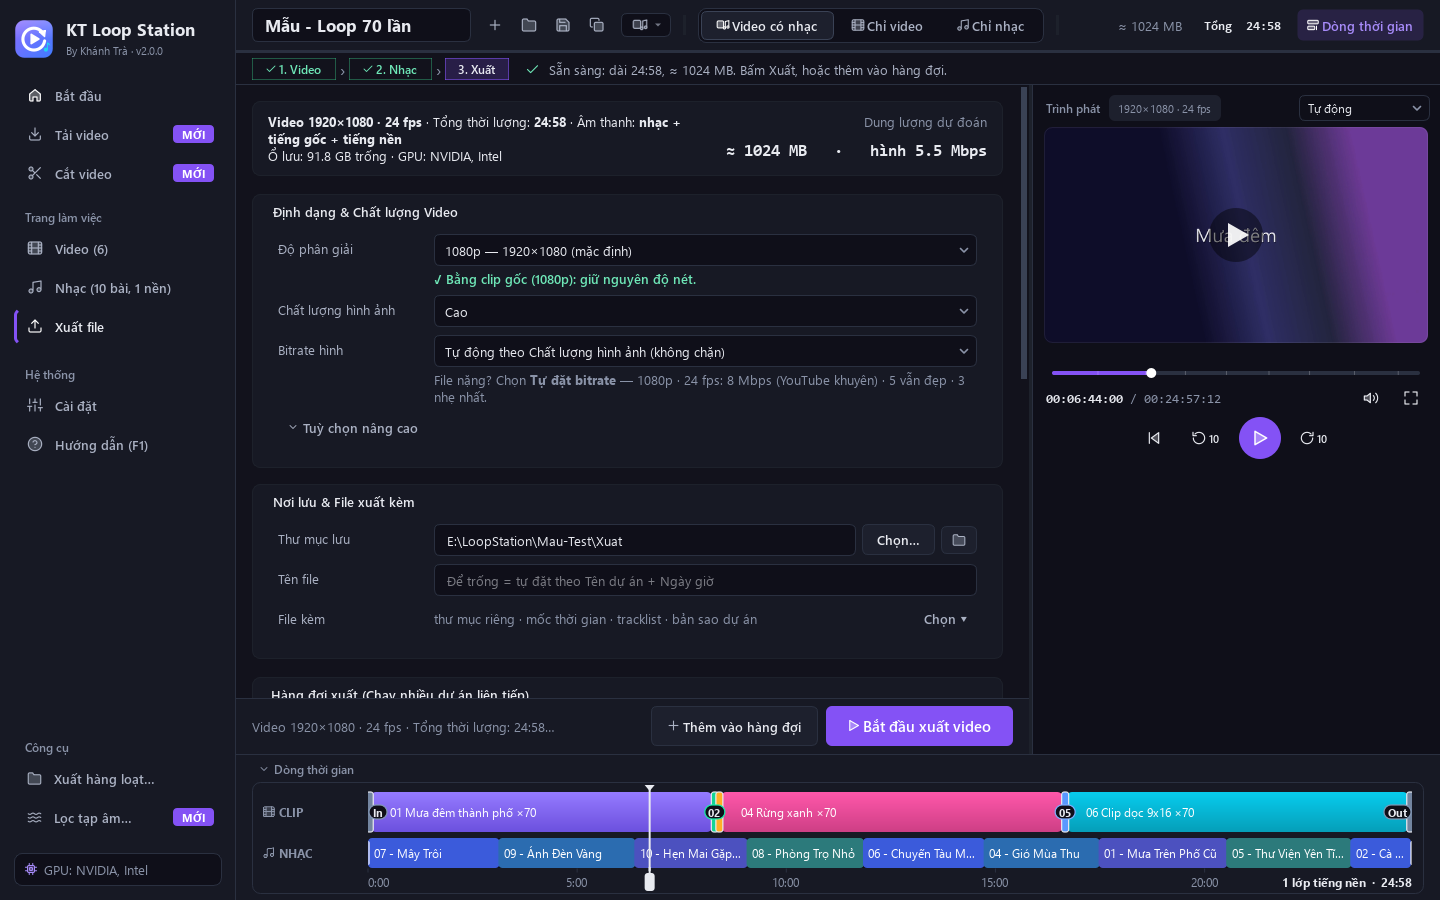 KT Loop Station
By Khánh Trà · v2.0.0
Bắt đầu
Tải video MỚI
Cắt video MỚI
Trang làm việc
Video (6)
Nhạc (10 bài, 1 nền)
Xuất file
Hệ thống
Cài đặt
Hướng dẫn (F1)
Công cụ
Xuất hàng loạt...
Lọc tạp âm... MỚI
GPU: NVIDIA, Intel
Mẫu - Loop 70 lần
Video có nhạc Chỉ video Chỉ nhạc
≈ 1024 MB Tổng 24:58 Dòng thời gian
1. Video › 2. Nhạc › 3. Xuất
Sẵn sàng: dài 24:58, ≈ 1024 MB. Bấm Xuất, hoặc thêm vào hàng đợi.
Video 1920×1080 · 24 fps · Tổng thời lượng: 24:58 · Âm thanh: nhạc +
tiếng gốc + tiếng nền
Ổ lưu: 91.8 GB trống · GPU: NVIDIA, Intel
Dung lượng dự đoán
≈ 1024 MB · hình 5.5 Mbps
Định dạng & Chất lượng Video
Độ phân giải 1080p — 1920×1080 (mặc định)
✓ Bằng clip gốc (1080p): giữ nguyên độ nét.
Chất lượng hình ảnh Cao
Bitrate hình Tự động theo Chất lượng hình ảnh (không chặn)
File nặng? Chọn Tự đặt bitrate — 1080p · 24 fps: 8 Mbps (YouTube khuyên) · 5 vẫn đẹp · 3
nhẹ nhất.
Tuỳ chọn nâng cao
Nơi lưu & File xuất kèm
Thư mục lưu E:\LoopStation\Mau-Test\Xuat Chọn...
Tên file Để trống = tự đặt theo Tên dự án + Ngày giờ
File kèm thư mục riêng · mốc thời gian · tracklist · bản sao dự án Chọn ▾
Hàng đợi xuất (Chạy nhiều dự án liên tiếp)
Video 1920×1080 · 24 fps · Tổng thời lượng: 24:58... Thêm vào hàng đợi Bắt đầu xuất video
Trình phát 1920×1080 · 24 fps Tự động
Mưa đêm
00:06:44:00 / 00:24:57:12
10 10
Dòng thời gian
CLIP In 01 Mưa đêm thành phố ×70 02 04 Rừng xanh ×70 05 06 Clip dọc 9x16 ×70 Out
NHẠC 07 - Mây Trôi 09 - Ánh Đèn Vàng 10 - Hẹn Mai Gặp... 08 - Phòng Trọ Nhỏ 06 - Chuyến Tàu M... 04 - Gió Mùa Thu 01 - Mưa Trên Phố Cũ 05 - Thư Viện Yên Tĩ... 02 - Cà ...
0:00 5:00 10:00 15:00 20:00 1 lớp tiếng nền · 24:58